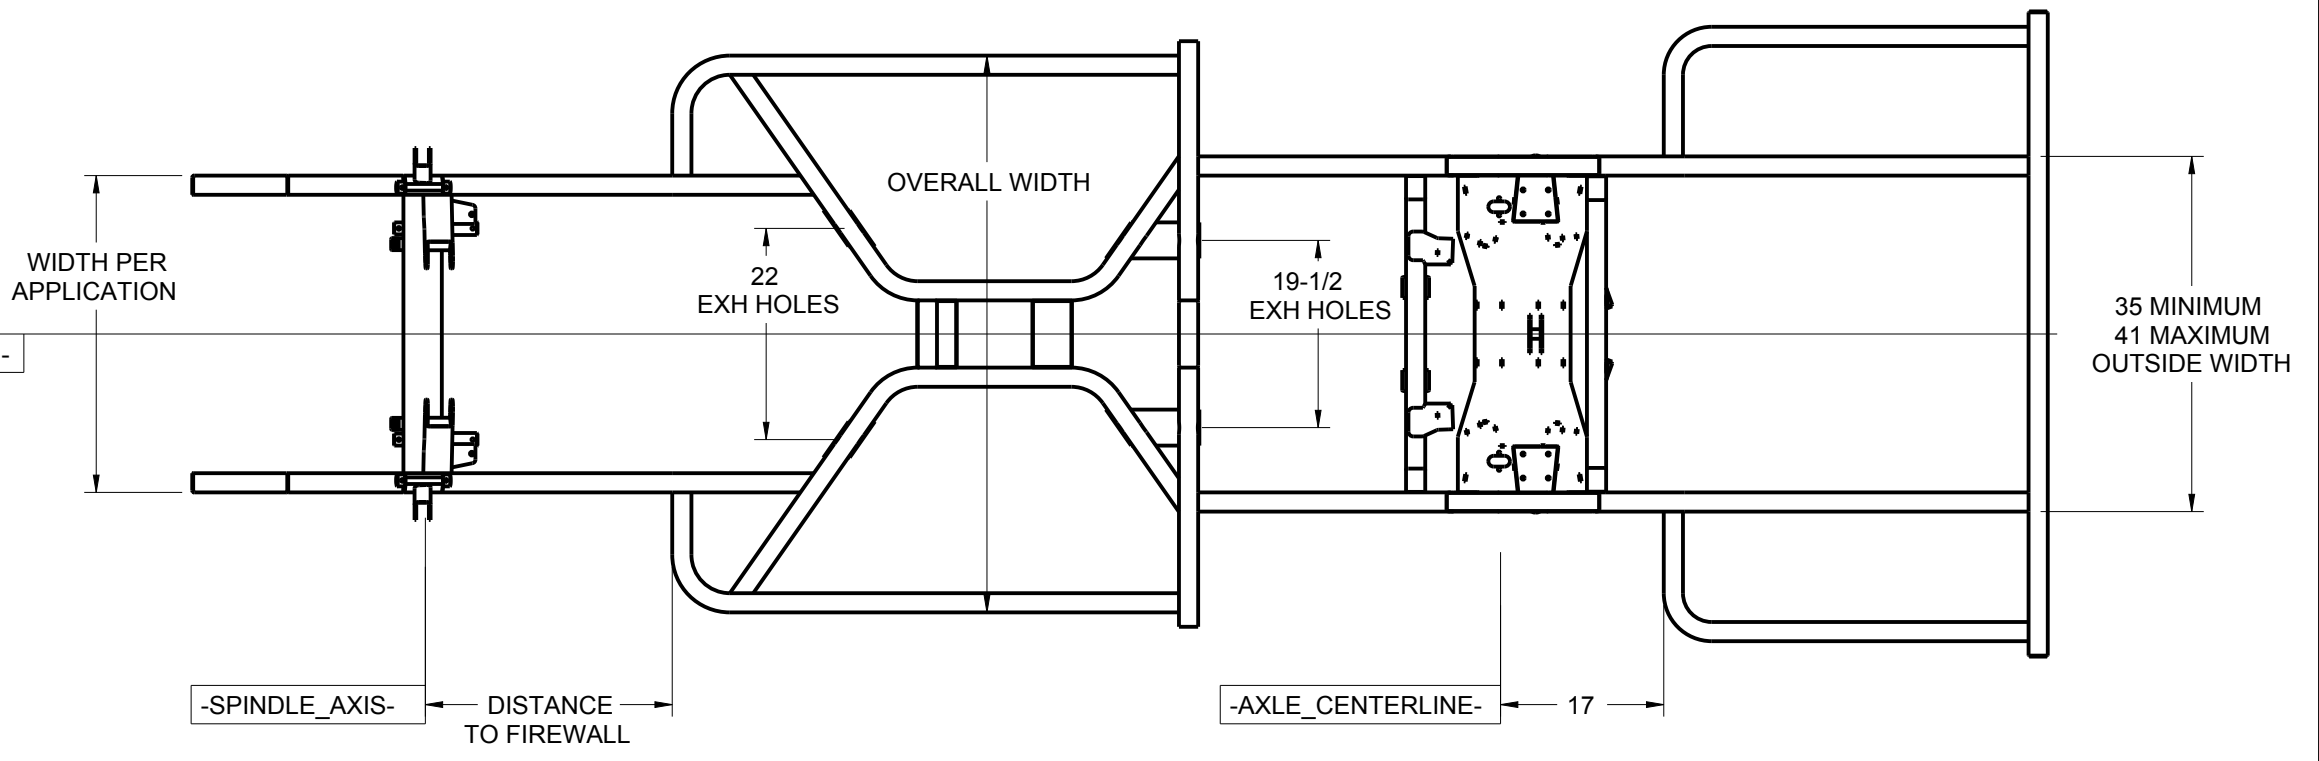 OVERALL WIDTH
WIDTH PER
APPLICATION
22
EXH HOLES
19-1/2
EXH HOLES
35 MINIMUM
41 MAXIMUM
OUTSIDE WIDTH
-
-SPINDLE_AXIS-
DISTANCE
TO FIREWALL
-AXLE_CENTERLINE-
17